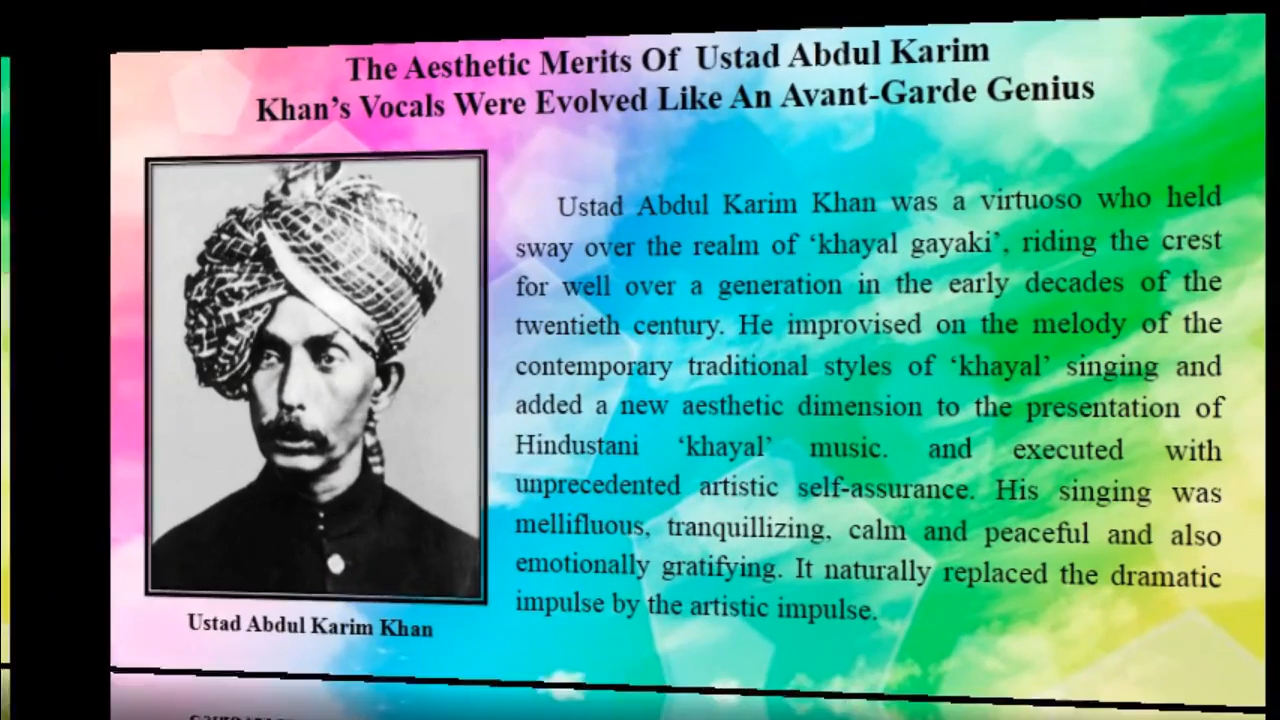 The Aesthetic Merits Of Ustad Abdul Karim
Khan’s Vocals Were Evolved Like An Avant-Garde Genius
Ustad Abdul Karim Khan was a virtuoso who held
sway over the realm of ‘khayal gayaki’, riding the crest
for well over a generation in the early decades of the
twentieth century. He improvised on the melody of the
contemporary traditional styles of ‘khayal’ singing and
added a new aesthetic dimension to the presentation of
Hindustani ‘khayal’ music. and executed with
unprecedented artistic self-assurance. His singing was
mellifluous, tranquillizing, calm and peaceful and also
emotionally gratifying. It naturally replaced the dramatic
impulse by the artistic impulse.
Ustad Abdul Karim Khan